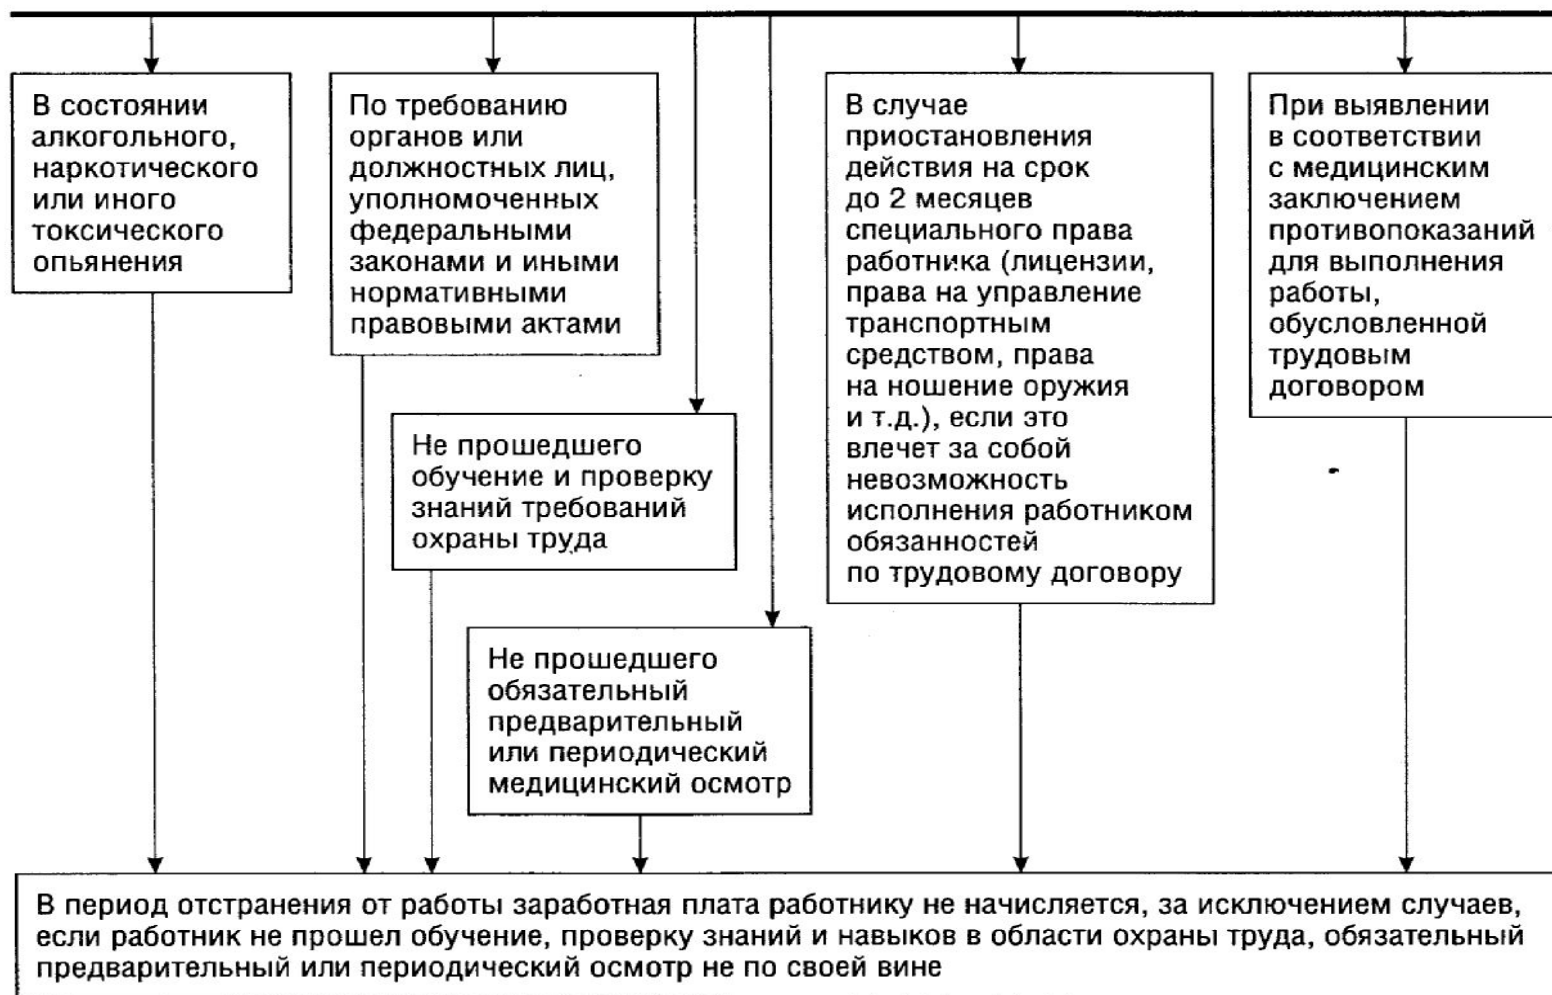 В состоянии
алкогольного,
наркотического
или иного
токсического
опьянения
По требованию
органов или
должностных лиц,
уполномоченных
федеральными
законами и иными
нормативными
правовыми актами
Не прошедшего
обучение и проверку
знаний требований
охраны труда
Не прошедшего
обязательный
предварительный
или периодический
медицинский осмотр
В случае
приостановления
действия на срок
до 2 месяцев
специального права
работника (лицензии,
права на управление
транспортным
средством, права
на ношение оружия
и т.д.), если это
влечет за собой
невозможность
исполнения работником
обязанностей
по трудовому договору
При выявлении
в соответствии
с медицинским
заключением
противопоказаний
для выполнения
работы,
обусловленной
трудовым
договором
В период отстранения от работы заработная плата работнику не начисляется, за исключением случаев,
если работник не прошел обучение, проверку знаний и навыков в области охраны труда, обязательный
предварительный или периодический осмотр не по своей вине